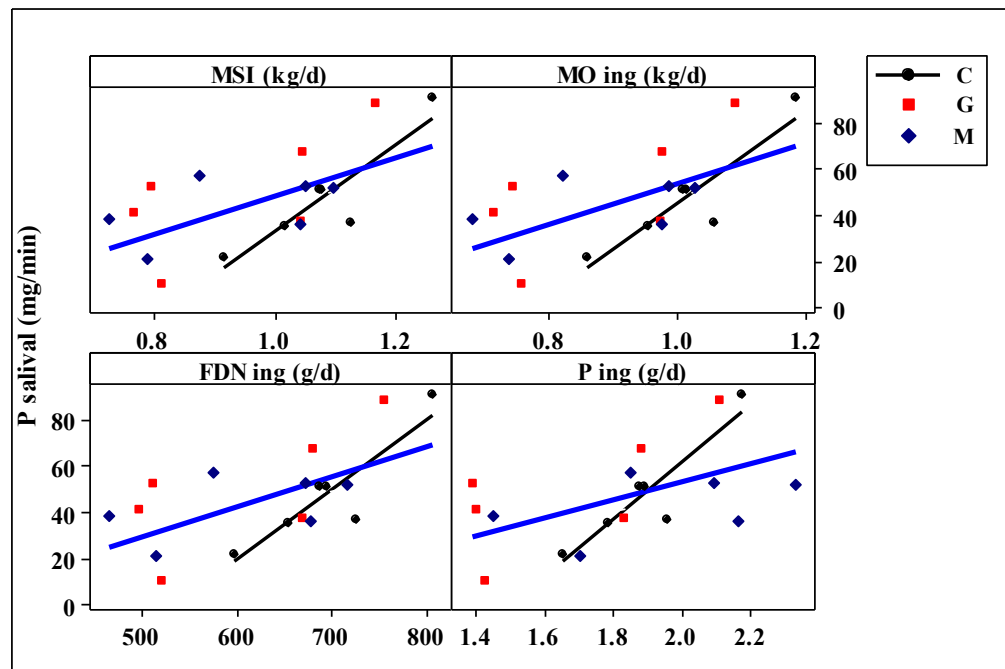 MSI (kg/d)
MO ing (kg/d)
C
G
M
80
60
40
20
0
0.8 1.0 1.2
0.8 1.0 1.2
P salival (mg/min)
FDN ing (g/d)
P ing (g/d)
80
60
40
20
0
500 600 700 800
1.4 1.6 1.8 2.0 2.2